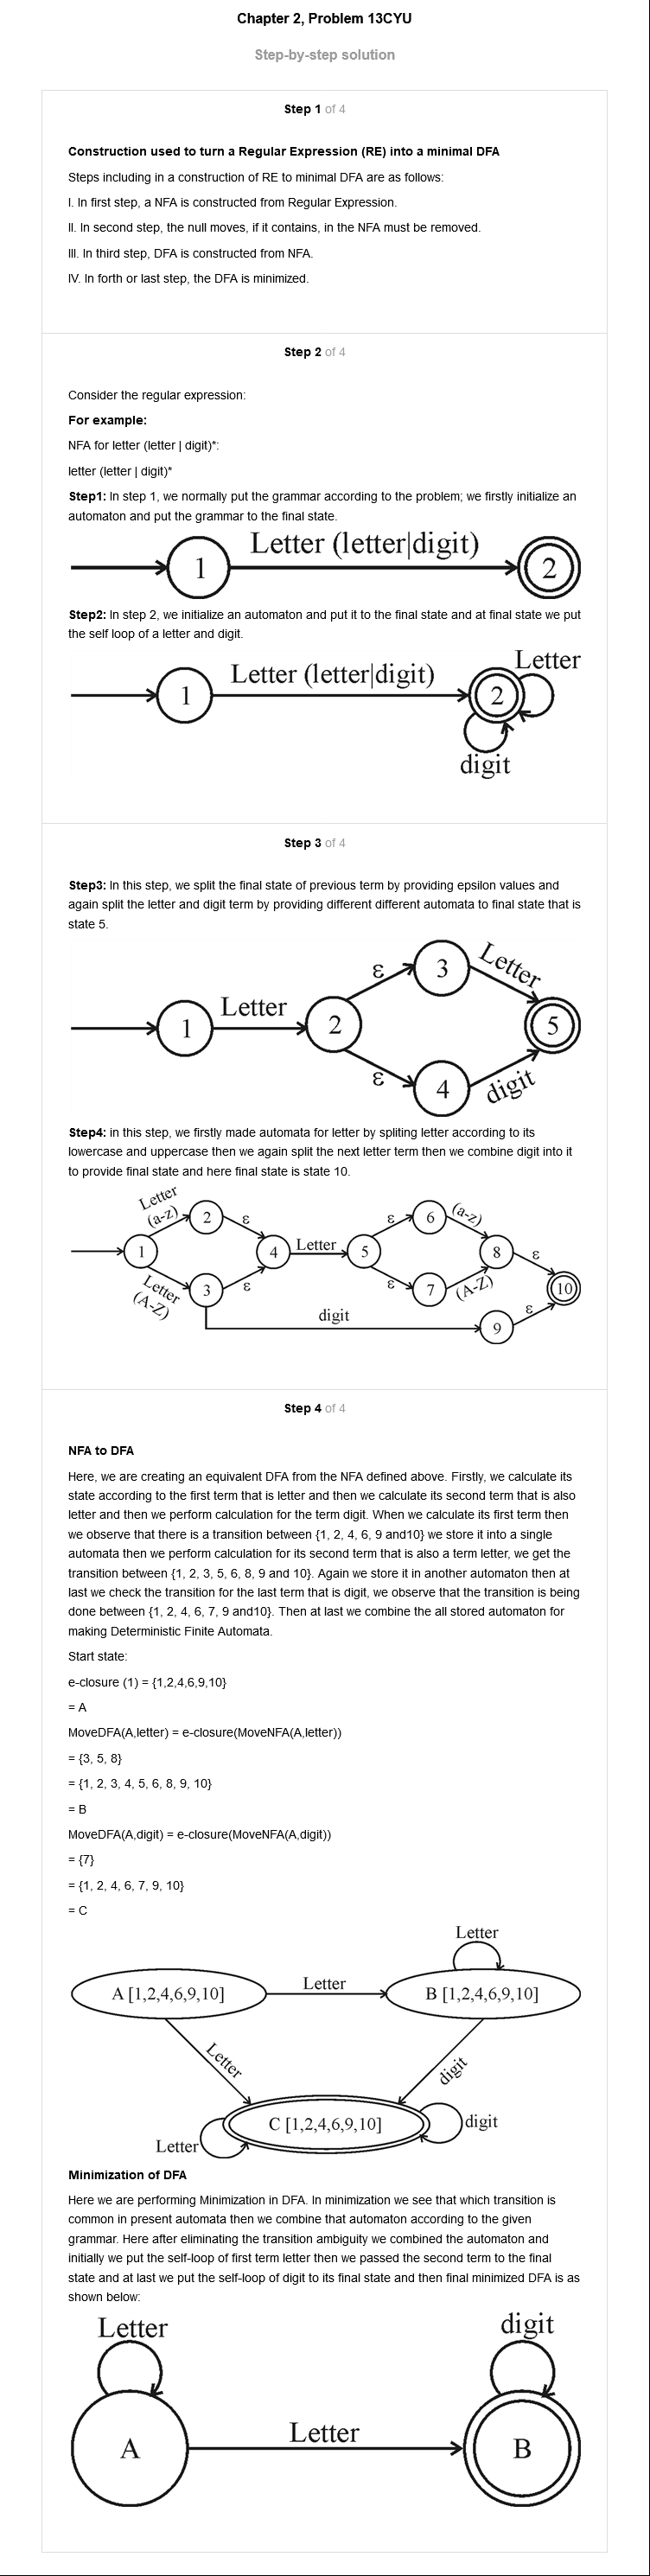 Chapter 2, Problem 13CYU
Step-by-step solution
Step 1 of 4
Construction used to turn a Regular Expression (RE) into a minimal DFA
Steps including in a construction of RE to minimal DFA are as follows:
I. In first step, a NFA is constructed from Regular Expression.
II. In second step, the null moves, if it contains, in the NFA must be removed.
III. In third step, DFA is constructed from NFA.
IV. In forth or last step, the DFA is minimized.
Step 2 of 4
Consider the regular expression:
For example:
NFA for letter (letter | digit)*:
letter (letter | digit)*
Step1: In step 1, we normally put the grammar according to the problem; we firstly initialize an
automaton and put the grammar to the final state.
Letter (letter|digit)
1 2
Step2: In step 2, we initialize an automaton and put it to the final state and at final state we put
the self loop of a letter and digit.
Letter
Letter (letter|digit)
1 2
digit
Step 3 of 4
Step3: In this step, we split the final state of previous term by providing epsilon values and
again split the letter and digit term by providing different different automata to final state that is
state 5.
ε 3 Letter
1 Letter 2 5
ε 4 digit
Step4: in this step, we firstly made automata for letter by spliting letter according to its
lowercase and uppercase then we again split the next letter term then we combine digit into it
to provide final state and here final state is state 10.
Letter (a-z) 2 ε ε 6 (a-z)
1 4 Letter 5 8 ε
Letter (A-Z) 3 ε ε 7 (A-Z) 10
digit 9 ε
Step 4 of 4
NFA to DFA
Here, we are creating an equivalent DFA from the NFA defined above. Firstly, we calculate its
state according to the first term that is letter and then we calculate its second term that is also
letter and then we perform calculation for the term digit. When we calculate its first term then
we observe that there is a transition between {1, 2, 4, 6, 9 and10} we store it into a single
automata then we perform calculation for its second term that is also a term letter, we get the
transition between {1, 2, 3, 5, 6, 8, 9 and 10}. Again we store it in another automaton then at
last we check the transition for the last term that is digit, we observe that the transition is being
done between {1, 2, 4, 6, 7, 9 and10}. Then at last we combine the all stored automaton for
making Deterministic Finite Automata.
Start state:
e-closure (1) = {1,2,4,6,9,10}
= A
MoveDFA(A,letter) = e-closure(MoveNFA(A,letter))
= {3, 5, 8}
= {1, 2, 3, 4, 5, 6, 8, 9, 10}
= B
MoveDFA(A,digit) = e-closure(MoveNFA(A,digit))
= {7}
= {1, 2, 4, 6, 7, 9, 10}
= C
Letter
A [1,2,4,6,9,10] Letter B [1,2,4,6,9,10]
Letter digit
C [1,2,4,6,9,10] digit
Letter
Minimization of DFA
Here we are performing Minimization in DFA. In minimization we see that which transition is
common in present automata then we combine that automaton according to the given
grammar. Here after eliminating the transition ambiguity we combined the automaton and
initially we put the self-loop of first term letter then we passed the second term to the final
state and at last we put the self-loop of digit to its final state and then final minimized DFA is as
shown below:
Letter digit
A Letter B